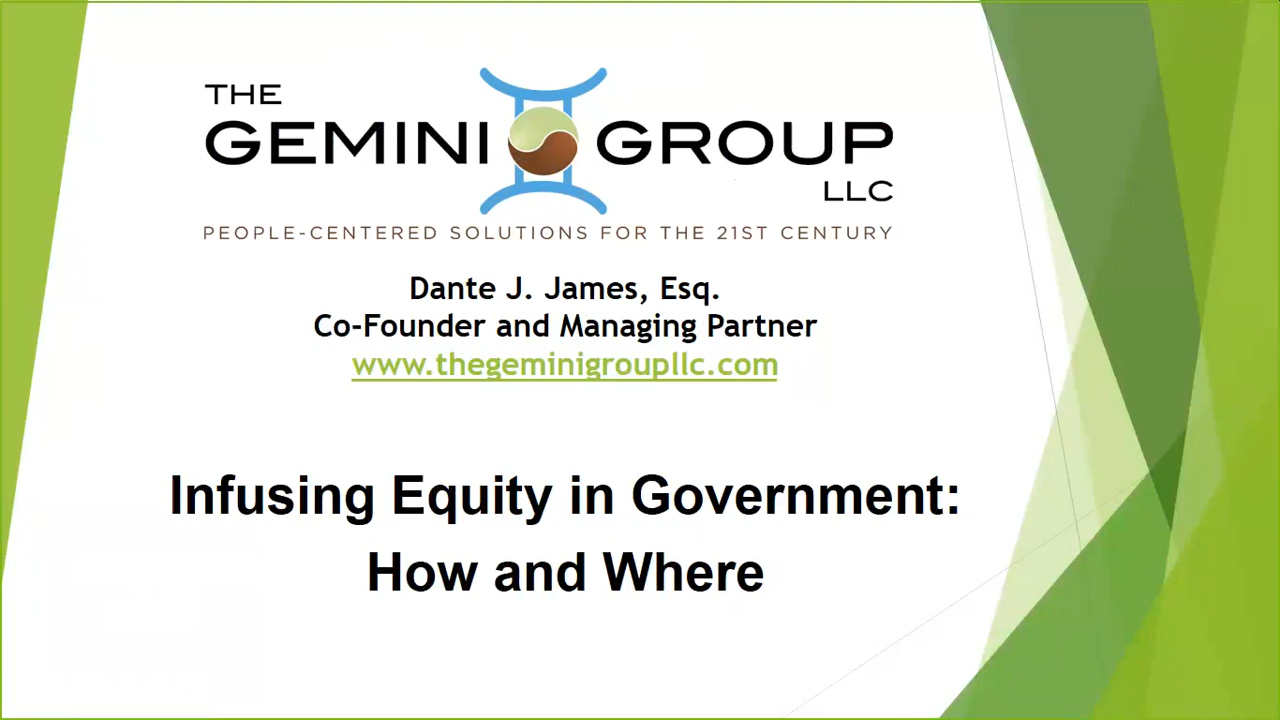 THE
GEMINI GROUP
LLC
PEOPLE-CENTERED SOLUTIONS FOR THE 21ST CENTURY
Dante J. James, Esq.
Co-Founder and Managing Partner
www.thegeminigroupllc.com
Infusing Equity in Government:
How and Where